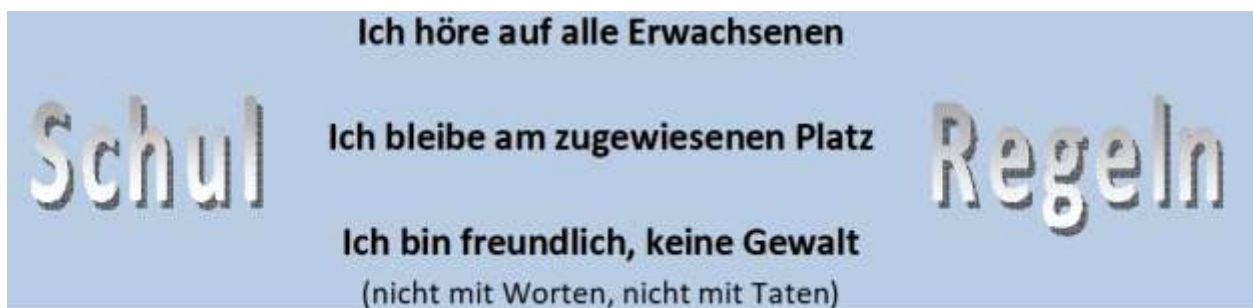 Ich höre auf alle Erwachsenen
Schul
Ich bleibe am zugewiesenen Platz
Regeln
Ich bin freundlich, keine Gewalt
(nicht mit Worten, nicht mit Taten)